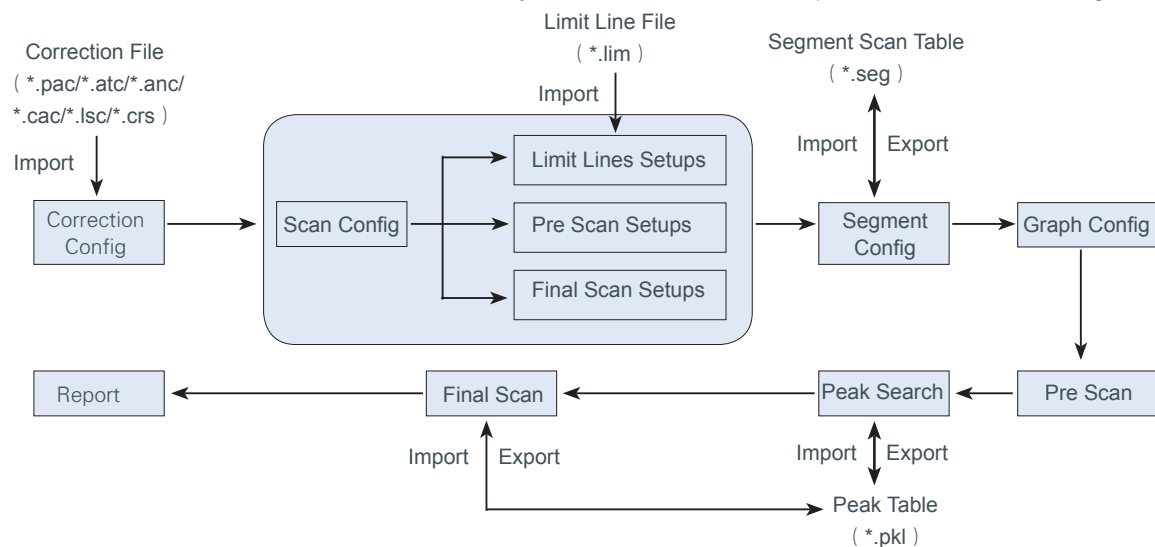 Limit Line File
( *.lim )
Import
Correction File
( *.pac/*.atc/*.anc/
*.cac/*.lsc/*.crs )
Import
Segment Scan Table
( *.seg )
Import Export
Correction
Config
Scan Config
Limit Lines Setups
Pre Scan Setups
Final Scan Setups
Segment
Config
Graph Config
Pre Scan
Peak Search
Final Scan
Report
Import Export
Import Export
Peak Table
( *.pkl )